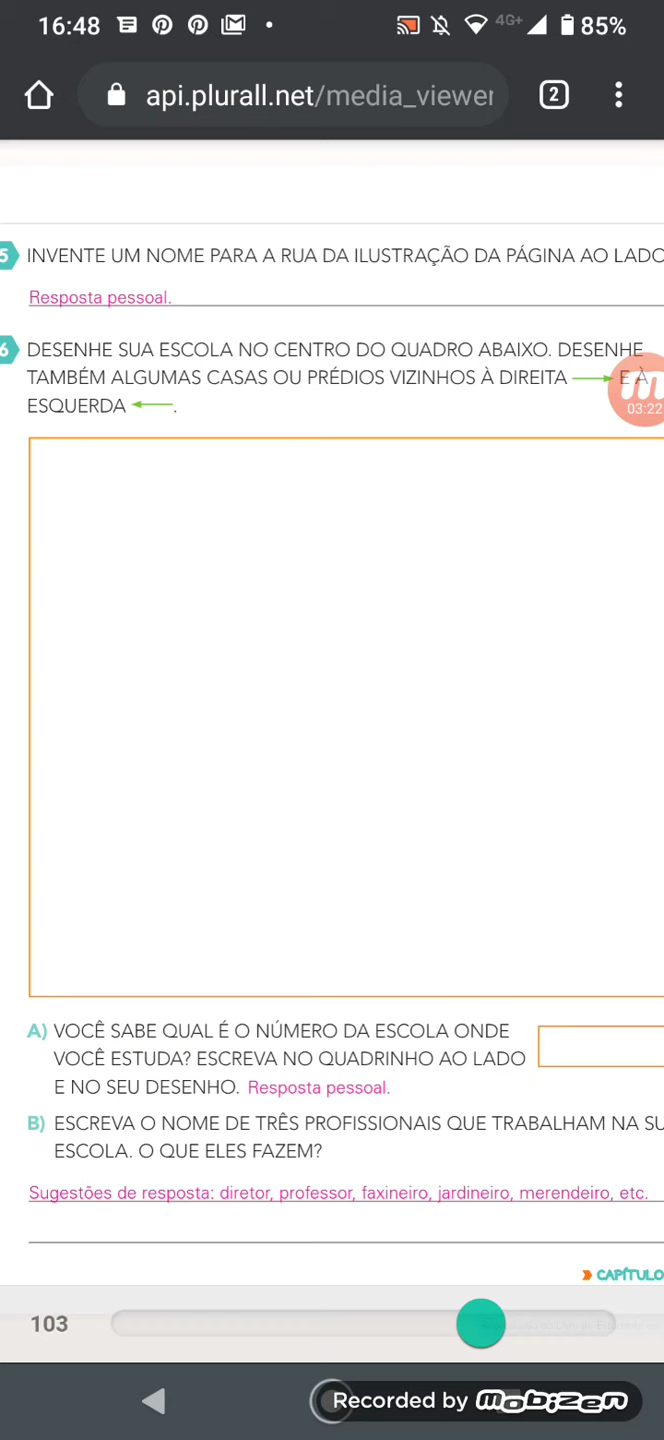 16:48 4G+ 85%
api.plurall.net/media_viewer 2
5 INVENTE UM NOME PARA A RUA DA ILUSTRAÇÃO DA PÁGINA AO LADO
Resposta pessoal.
6 DESENHE SUA ESCOLA NO CENTRO DO QUADRO ABAIXO. DESENHE
TAMBÉM ALGUMAS CASAS OU PRÉDIOS VIZINHOS À DIREITA → E À
ESQUERDA ←.
03:22
A) VOCÊ SABE QUAL É O NÚMERO DA ESCOLA ONDE
VOCÊ ESTUDA? ESCREVA NO QUADRINHO AO LADO
E NO SEU DESENHO. Resposta pessoal.
B) ESCREVA O NOME DE TRÊS PROFISSIONAIS QUE TRABALHAM NA SU
ESCOLA. O QUE ELES FAZEM?
Sugestões de resposta: diretor, professor, faxineiro, jardineiro, merendeiro, etc.
CAPÍTULO
103
Recorded by mobizen